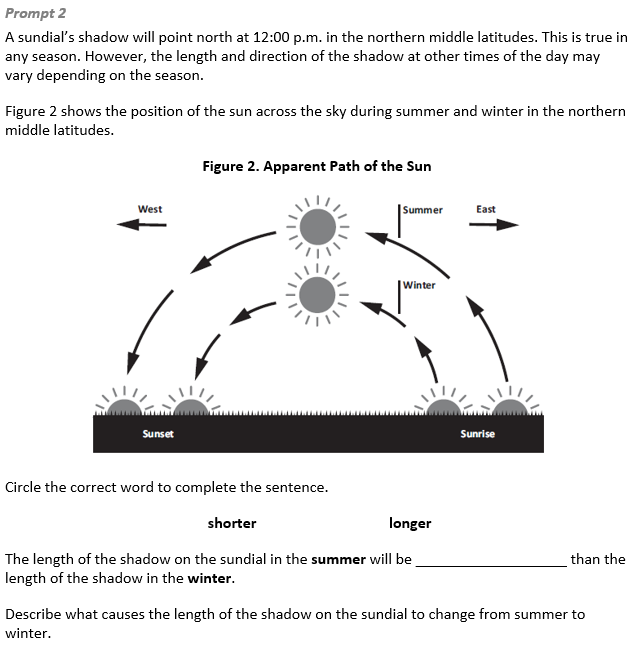 Prompt 2
A sundial's shadow will point north at 12:00 p.m. in the northern middle latitudes. This is true in
any season. However, the length and direction of the shadow at other times of the day may
vary depending on the season.
Figure 2 shows the position of the sun across the sky during summer and winter in the northern
middle latitudes.
Figure 2. Apparent Path of the Sun
West
Summer
East
Winter
Sunset
Sunrise
Circle the correct word to complete the sentence.
shorter longer
The length of the shadow on the sundial in the summer will be ____________________ than the
length of the shadow in the winter.
Describe what causes the length of the shadow on the sundial to change from summer to
winter.